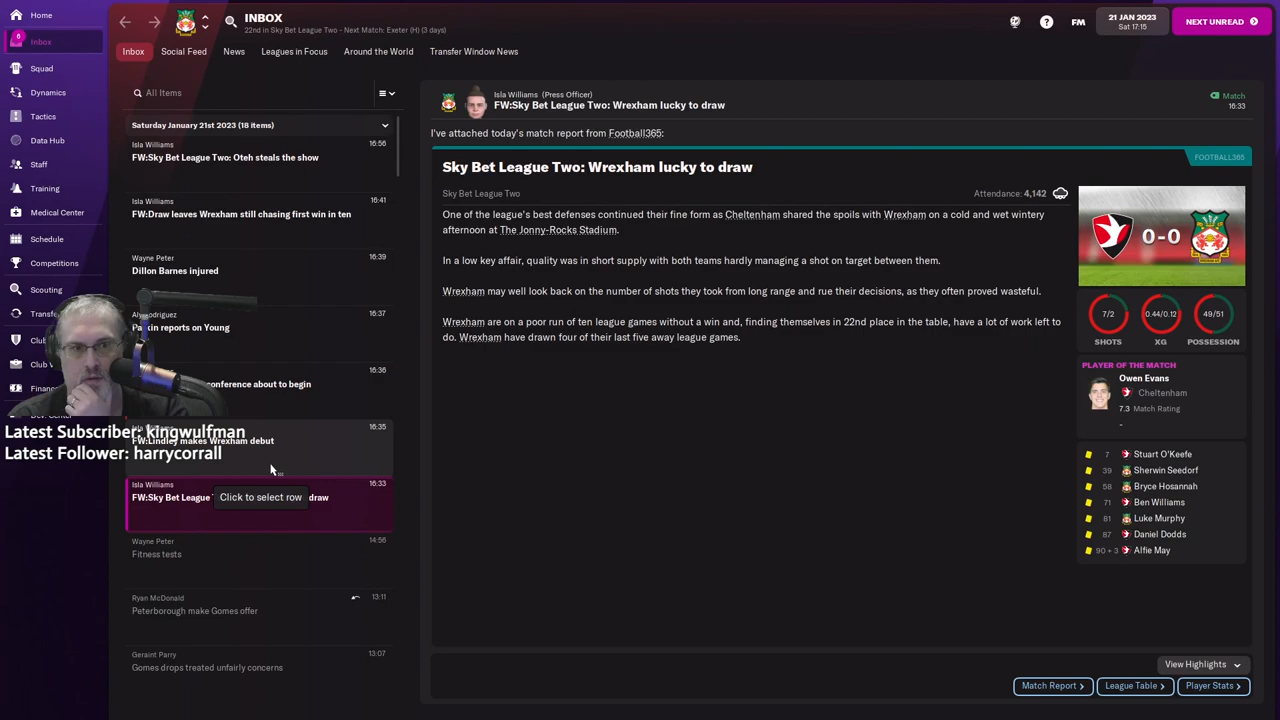 Home
6
Inbox
Squad
Dynamics
Tactics
Data Hub
Staff
Training
Medical Center
Schedule
Competitions
Scouting
Transfe
Club
Club V
Financ
Dev. Center
INBOX
22nd in Sky Bet League Two - Next Match: Exeter (H) (3 days)
FM
21 JAN 2023
Sat 17:15
NEXT UNREAD
Inbox
Social Feed
News
Leagues in Focus
Around the World
Transfer Window News
All Items
Saturday January 21st 2023 (18 items)
Isla Williams 16:56
FW:Sky Bet League Two: Oteh steals the show
Isla Williams 16:41
FW:Draw leaves Wrexham still chasing first win in ten
Wayne Peter 16:39
Dillon Barnes injured
Aly Rodriguez 16:37
Parkin reports on Young
16:36
onference about to begin
Isla Williams 16:35
FW:Lindley makes Wrexham debut
Isla Williams 16:33
FW:Sky Bet League draw
Click to select row
Wayne Peter 14:56
Fitness tests
Ryan McDonald 13:11
Peterborough make Gomes offer
Geraint Parry 13:07
Gomes drops treated unfairly concerns
Latest Subscriber: kingwulfman
Latest Follower: harrycorrall
Isla Williams (Press Officer)
FW:Sky Bet League Two: Wrexham lucky to draw
Match
16:33
I've attached today's match report from Football365:
FOOTBALL365
Sky Bet League Two: Wrexham lucky to draw
Sky Bet League Two
Attendance: 4,142
One of the league's best defenses continued their fine form as Cheltenham shared the spoils with Wrexham on a cold and wet wintery
afternoon at The Jonny-Rocks Stadium.
In a low key affair, quality was in short supply with both teams hardly managing a shot on target between them.
Wrexham may well look back on the number of shots they took from long range and rue their decisions, as they often proved wasteful.
Wrexham are on a poor run of ten league games without a win and, finding themselves in 22nd place in the table, have a lot of work left to
do. Wrexham have drawn four of their last five away league games.
0-0
7/2
0.44/0.12
49/51
SHOTS
XG
POSSESSION
PLAYER OF THE MATCH
Owen Evans
Cheltenham
7.3 Match Rating
-
7 Stuart O'Keefe
39 Sherwin Seedorf
58 Bryce Hosannah
71 Ben Williams
81 Luke Murphy
87 Daniel Dodds
90 + 3 Alfie May
View Highlights
Match Report
League Table
Player Stats